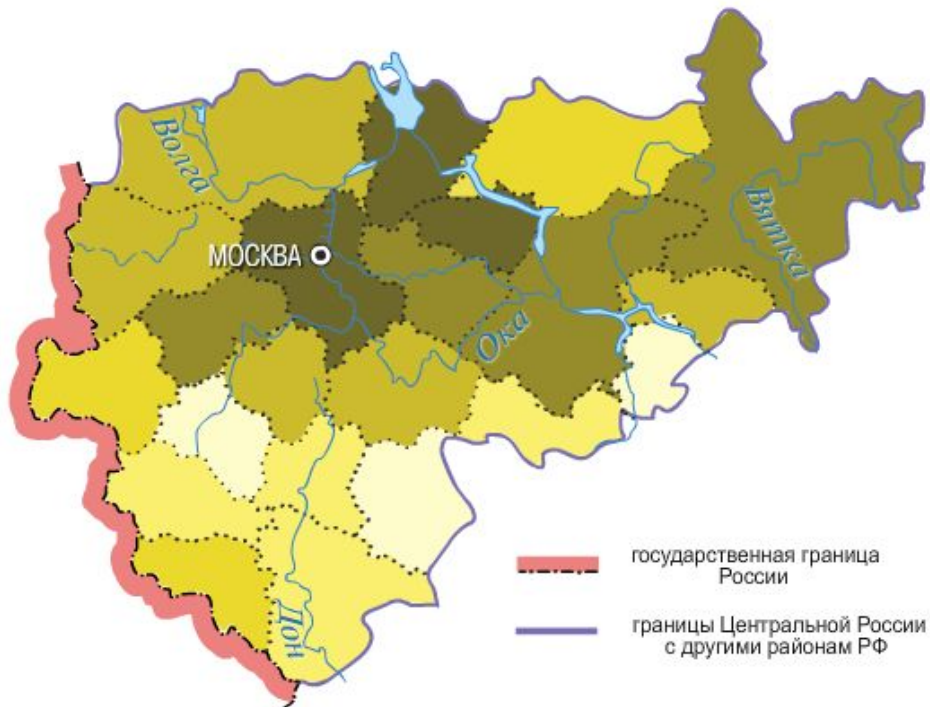 Волга
Вятка
МОСКВА
Ока
Дон
государственная граница
России
границы Центральной России
с другими районам РФ